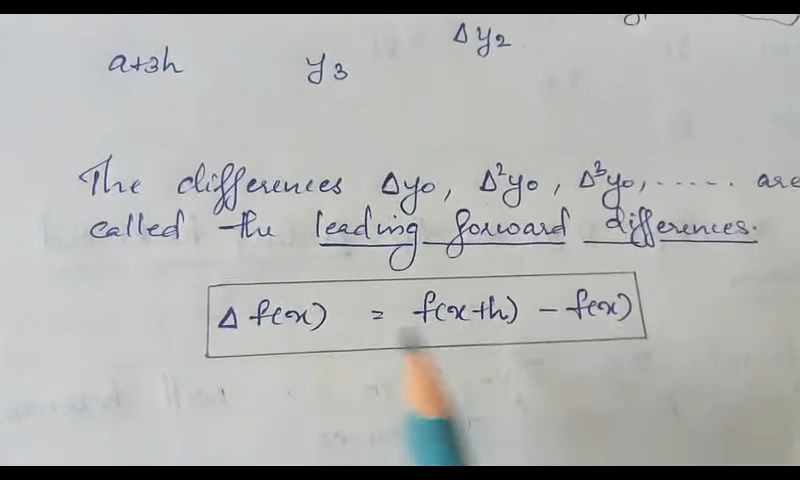 Δy2
a+3h y3
The differences Δy0, Δ²y0, Δ³y0, ...... are
called the leading forward differences.
Δ f(x) = f(x+h) - f(x)